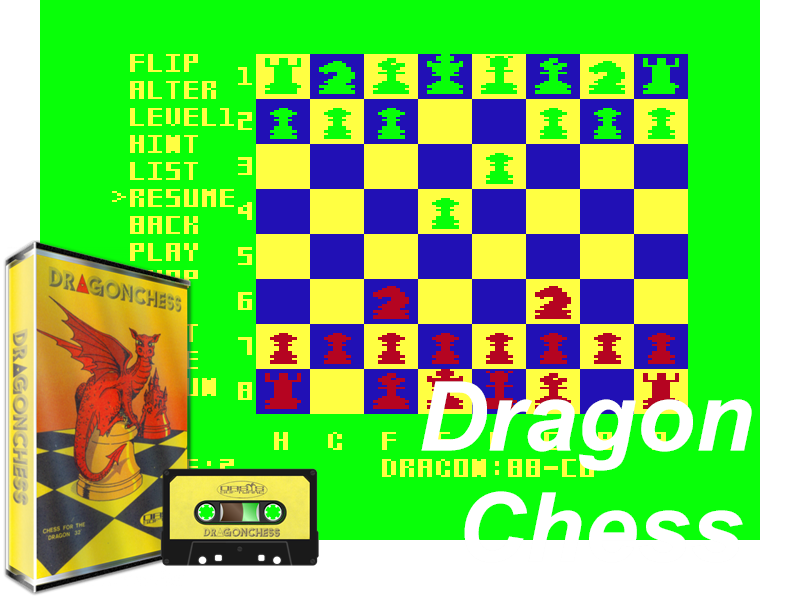 FLIP
ALTER
LEVEL1
HINT
LIST
>RESUME
BACK
PLAY
1
2
3
4
5
6
7
8
H
F
DRAGON:B8-C6
Dragon
Chess
DRAGONCHESS
DRAGONCHESS
CHESS FOR THE
DRAGON 32
DRAGONCHESS